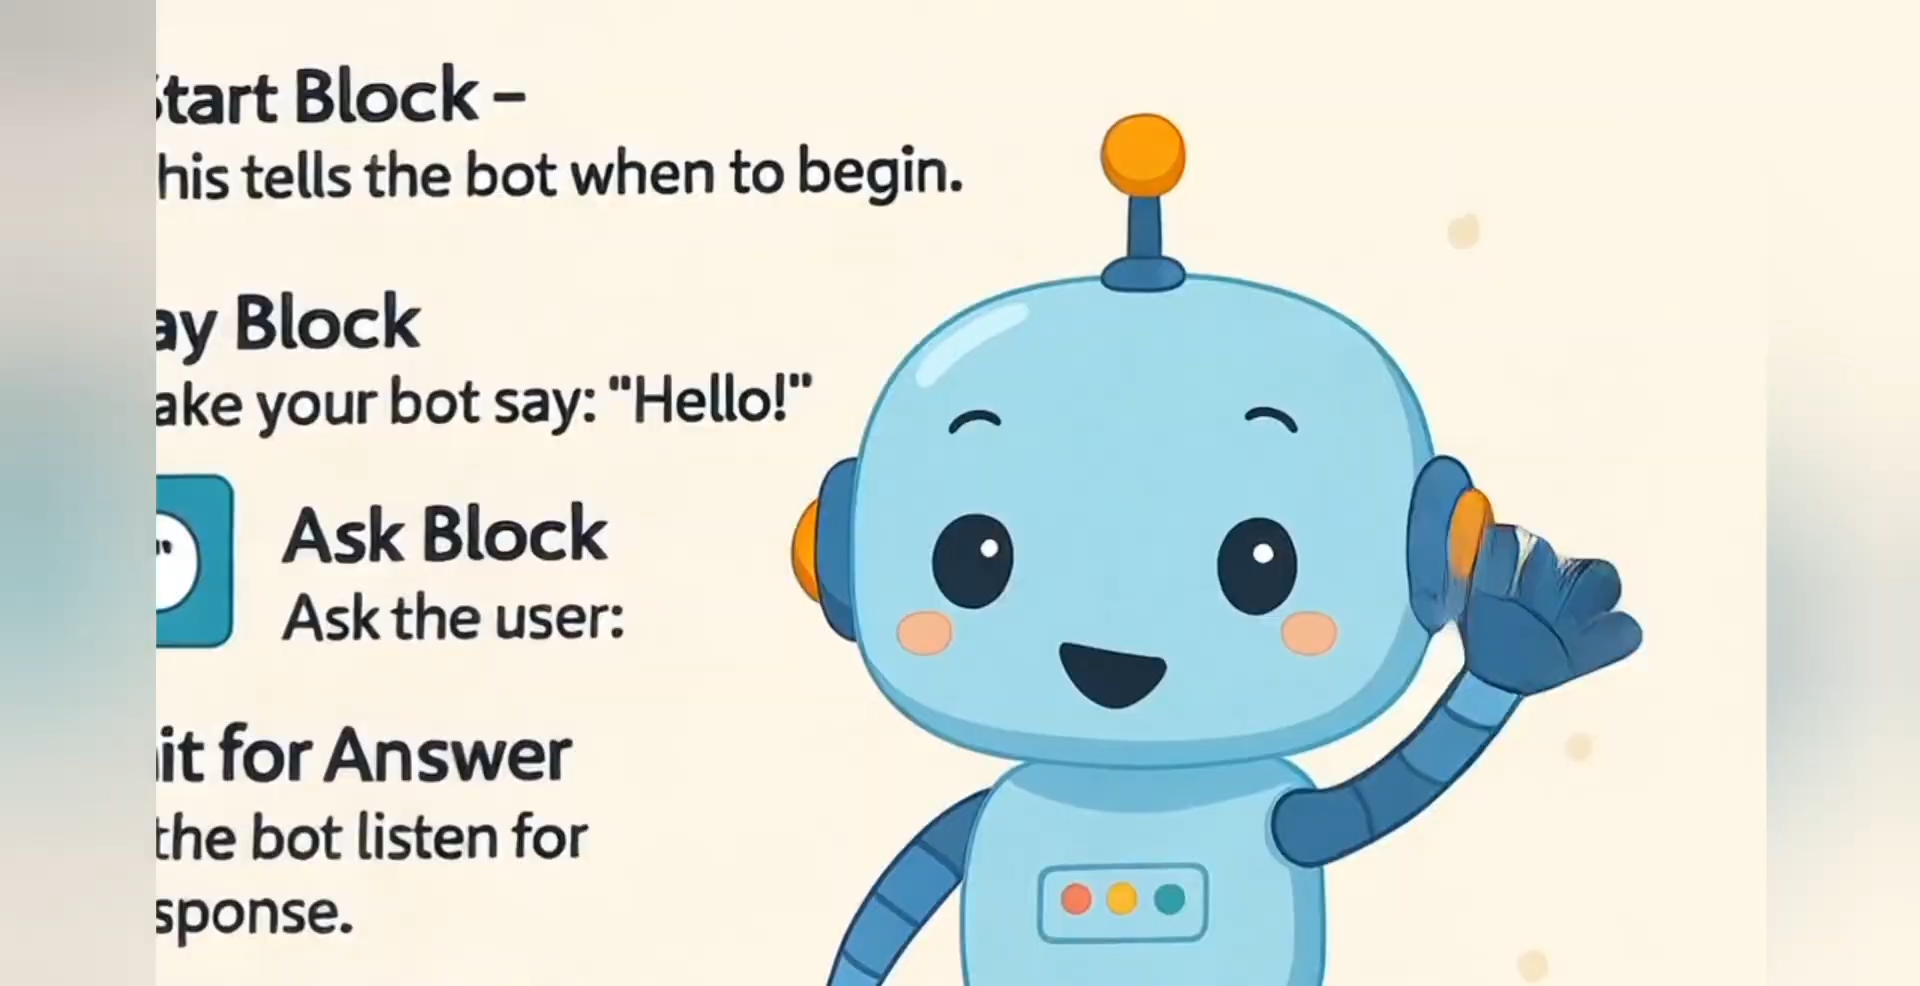 Start Block –
his tells the bot when to begin.
ay Block
ake your bot say: "Hello!"
Ask Block
Ask the user:
it for Answer
the bot listen for
sponse.